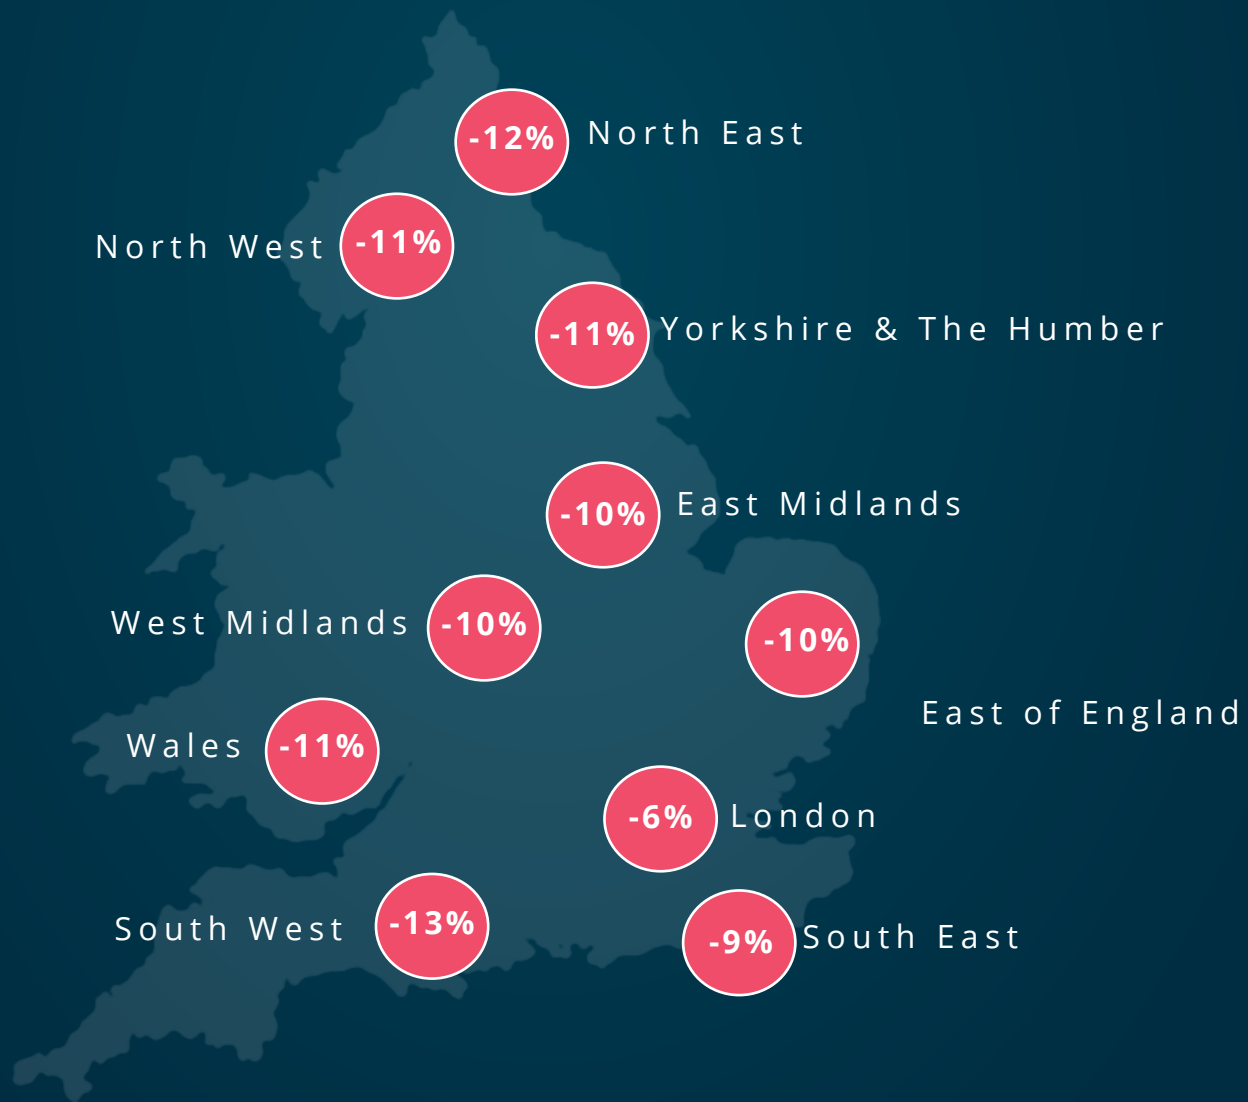 -12% North East
North West -11%
-11% Yorkshire & The Humber
-10% East Midlands
West Midlands -10%
-10%
East of England
Wales -11%
-6% London
South West -13%
-9% South East